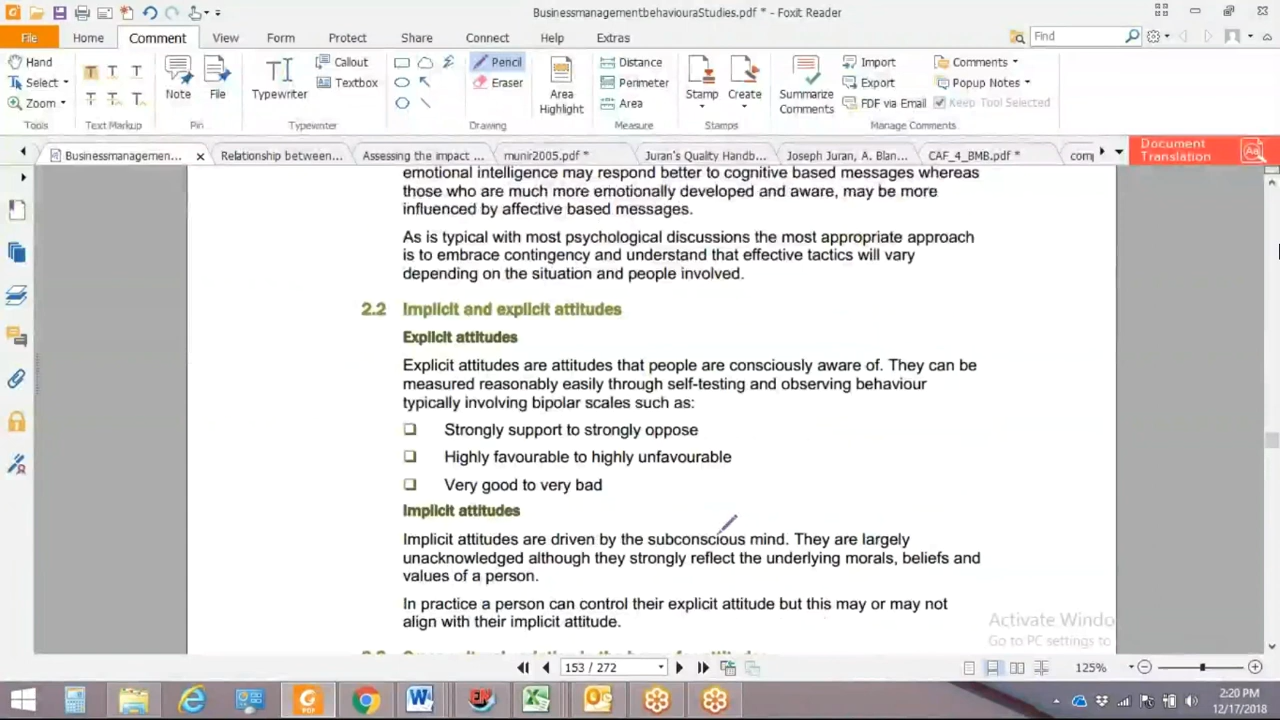 BusinessmanagementbehaviouraStudies.pdf * - Foxit Reader
File Home Comment View Form Protect Share Connect Help Extras Find
Hand
Select
Zoom
Tools
Text Markup
Note
File
Pin
Typewriter
Callout
Textbox
Typewriter
Pencil
Eraser
Drawing
Area
Highlight
Distance
Perimeter
Area
Measure
Stamp
Create
Stamps
Summarize
Comments
Import
Export
FDF via Email
Comments
Popup Notes
Keep Tool Selected
Manage Comments
Businessmanagemen... Relationship between... Assessing the impact ... munir2005.pdf * Juran's Quality Handb... Joseph Juran, A. Blan... CAF_4_BMB.pdf * comp
Document
Translation
emotional intelligence may respond better to cognitive based messages whereas
those who are much more emotionally developed and aware, may be more
influenced by affective based messages.
As is typical with most psychological discussions the most appropriate approach
is to embrace contingency and understand that effective tactics will vary
depending on the situation and people involved.
2.2 Implicit and explicit attitudes
Explicit attitudes
Explicit attitudes are attitudes that people are consciously aware of. They can be
measured reasonably easily through self-testing and observing behaviour
typically involving bipolar scales such as:
Strongly support to strongly oppose
Highly favourable to highly unfavourable
Very good to very bad
Implicit attitudes
Implicit attitudes are driven by the subconscious mind. They are largely
unacknowledged although they strongly reflect the underlying morals, beliefs and
values of a person.
In practice a person can control their explicit attitude but this may or may not
align with their implicit attitude.
Activate Windo
Go to PC settings to
153 / 272
125%
2:20 PM
12/17/2018